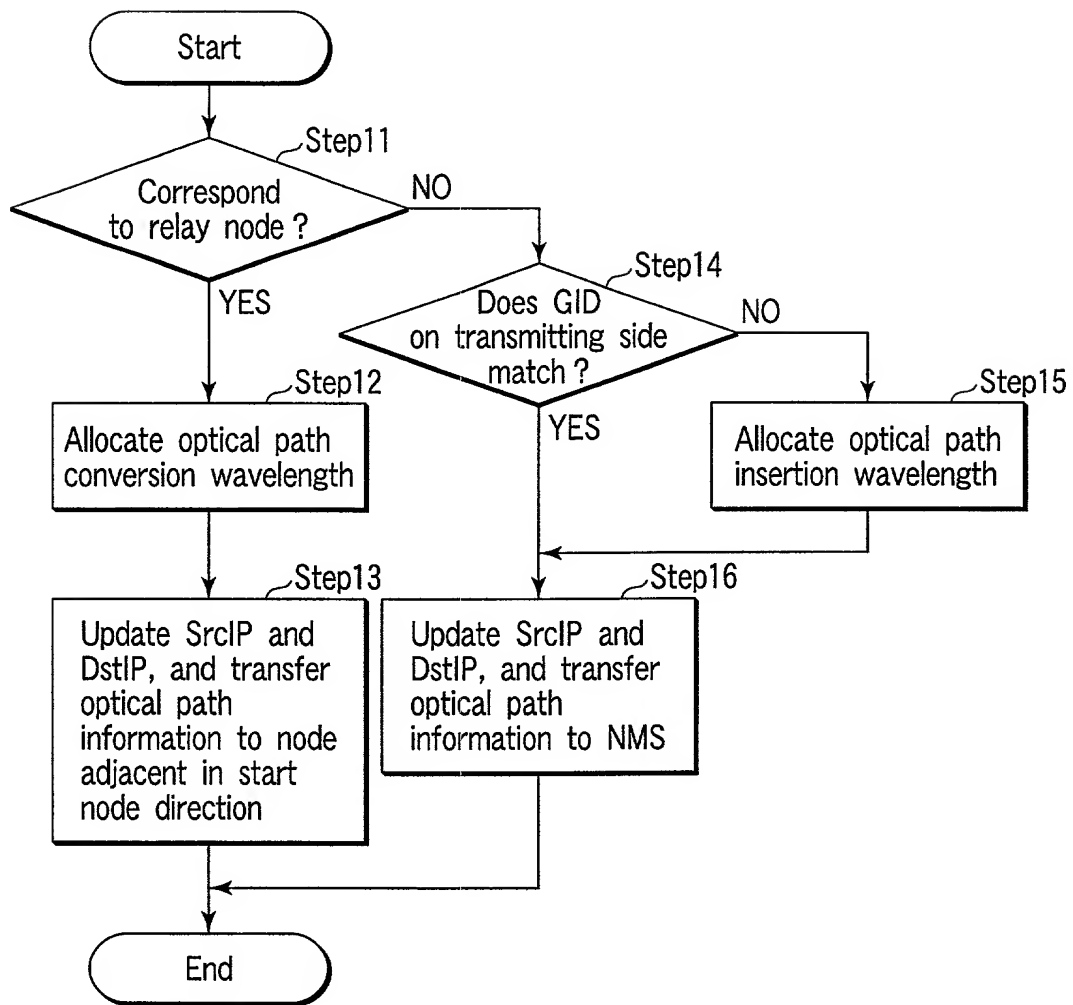 Start
Step11
Correspond
to relay node?
NO
YES
Step14
Does GID
on transmitting side
match?
NO
YES
Step12
Allocate optical path
conversion wavelength
Step15
Allocate optical path
insertion wavelength
Step13
Update SrcIP and
DstIP, and transfer
optical path
information to node
adjacent in start
node direction
Step16
Update SrcIP and
DstIP, and transfer
optical path
information to NMS
End